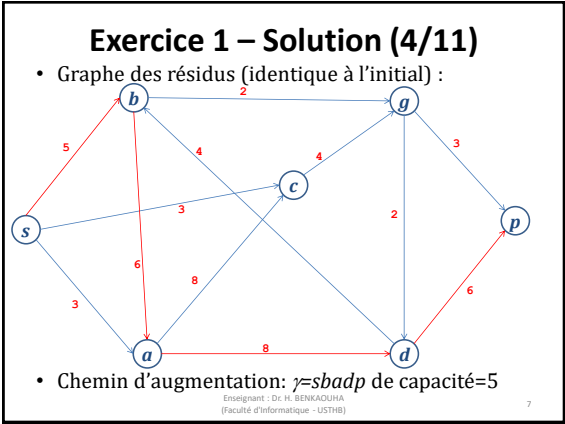 Exercice 1 – Solution (4/11)
• Graphe des résidus (identique à l'initial) :
b
2
g
5
4
4
3
c
3
2
s
p
6
8
6
3
8
a
d
• Chemin d'augmentation: γ=sbadp de capacité=5
Enseignant : Dr. H. BENKAOUHA
(Faculté d'Informatique - USTHB)
7